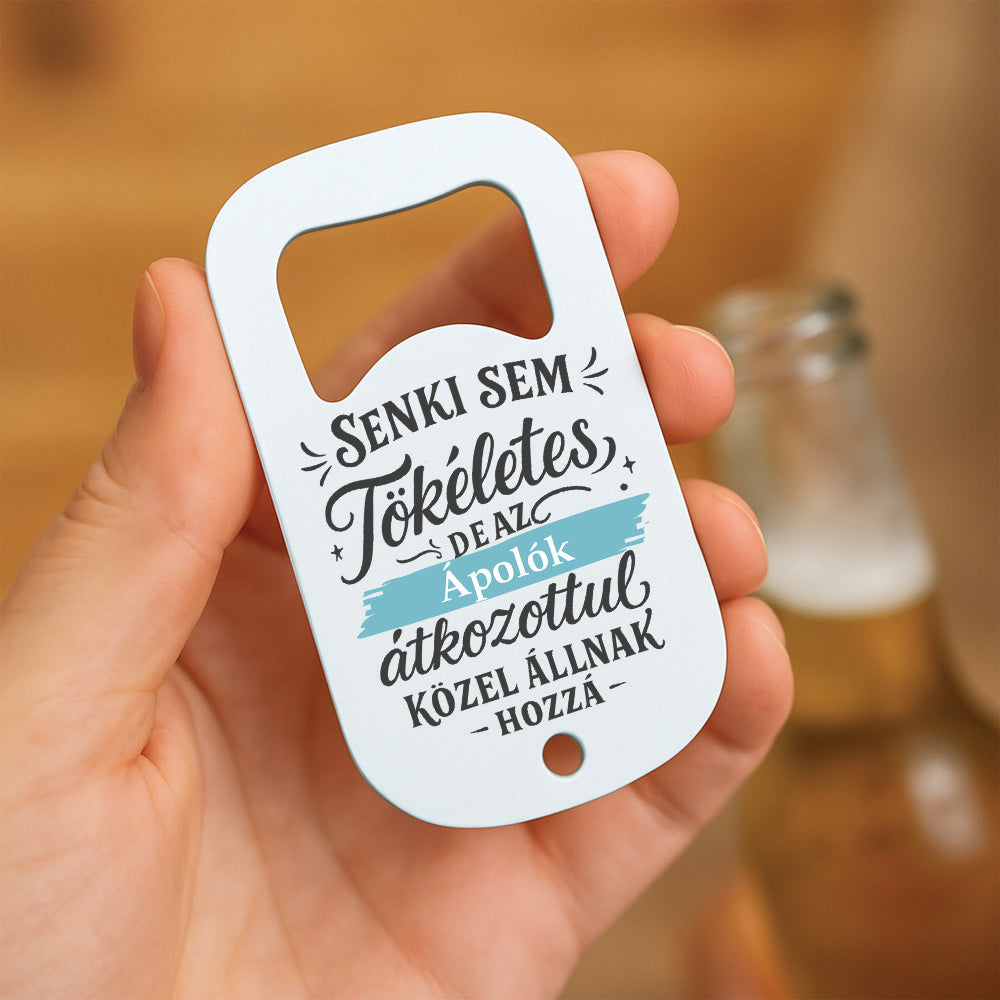 SENKI SEM
Tökéletes
DE AZ
Ápolók
átkozottul
KÖZEL ÁLLNAK
- HOZZÁ -